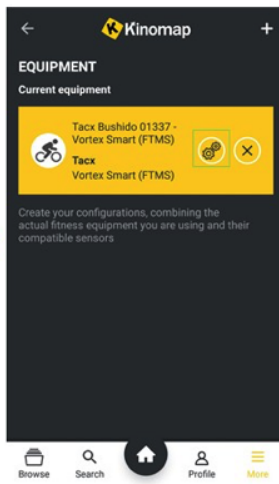 Kinomap
EQUIPMENT
Current equipment
Tacx Bushido 01337 -
Vortex Smart (FTMS)
Tacx
Vortex Smart (FTMS)
Create your configurations, combining the
actual fitness equipment you are using and their
compatible sensors
Browse Search Profile More